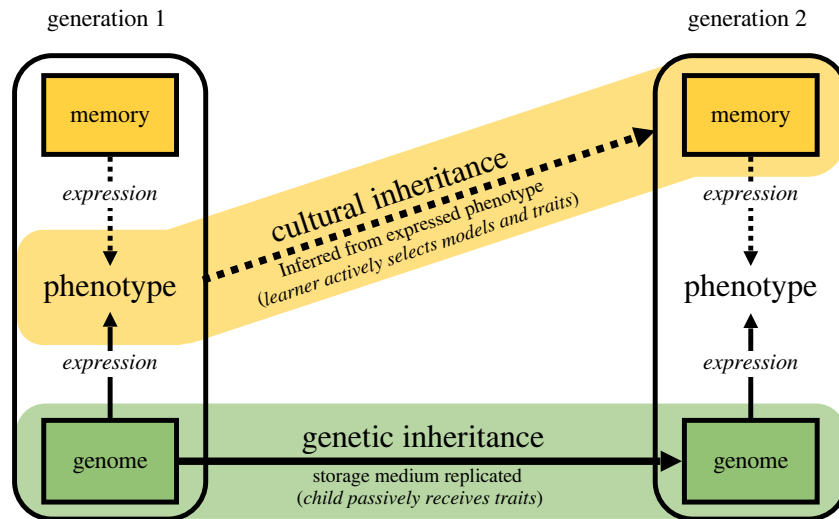 generation 1
generation 2
memory
memory
expression
expression
cultural inheritance
Inferred from expressed phenotype
(learner actively selects models and traits)
phenotype
phenotype
expression
expression
genetic inheritance
genome
genome
storage medium replicated
(child passively receives traits)